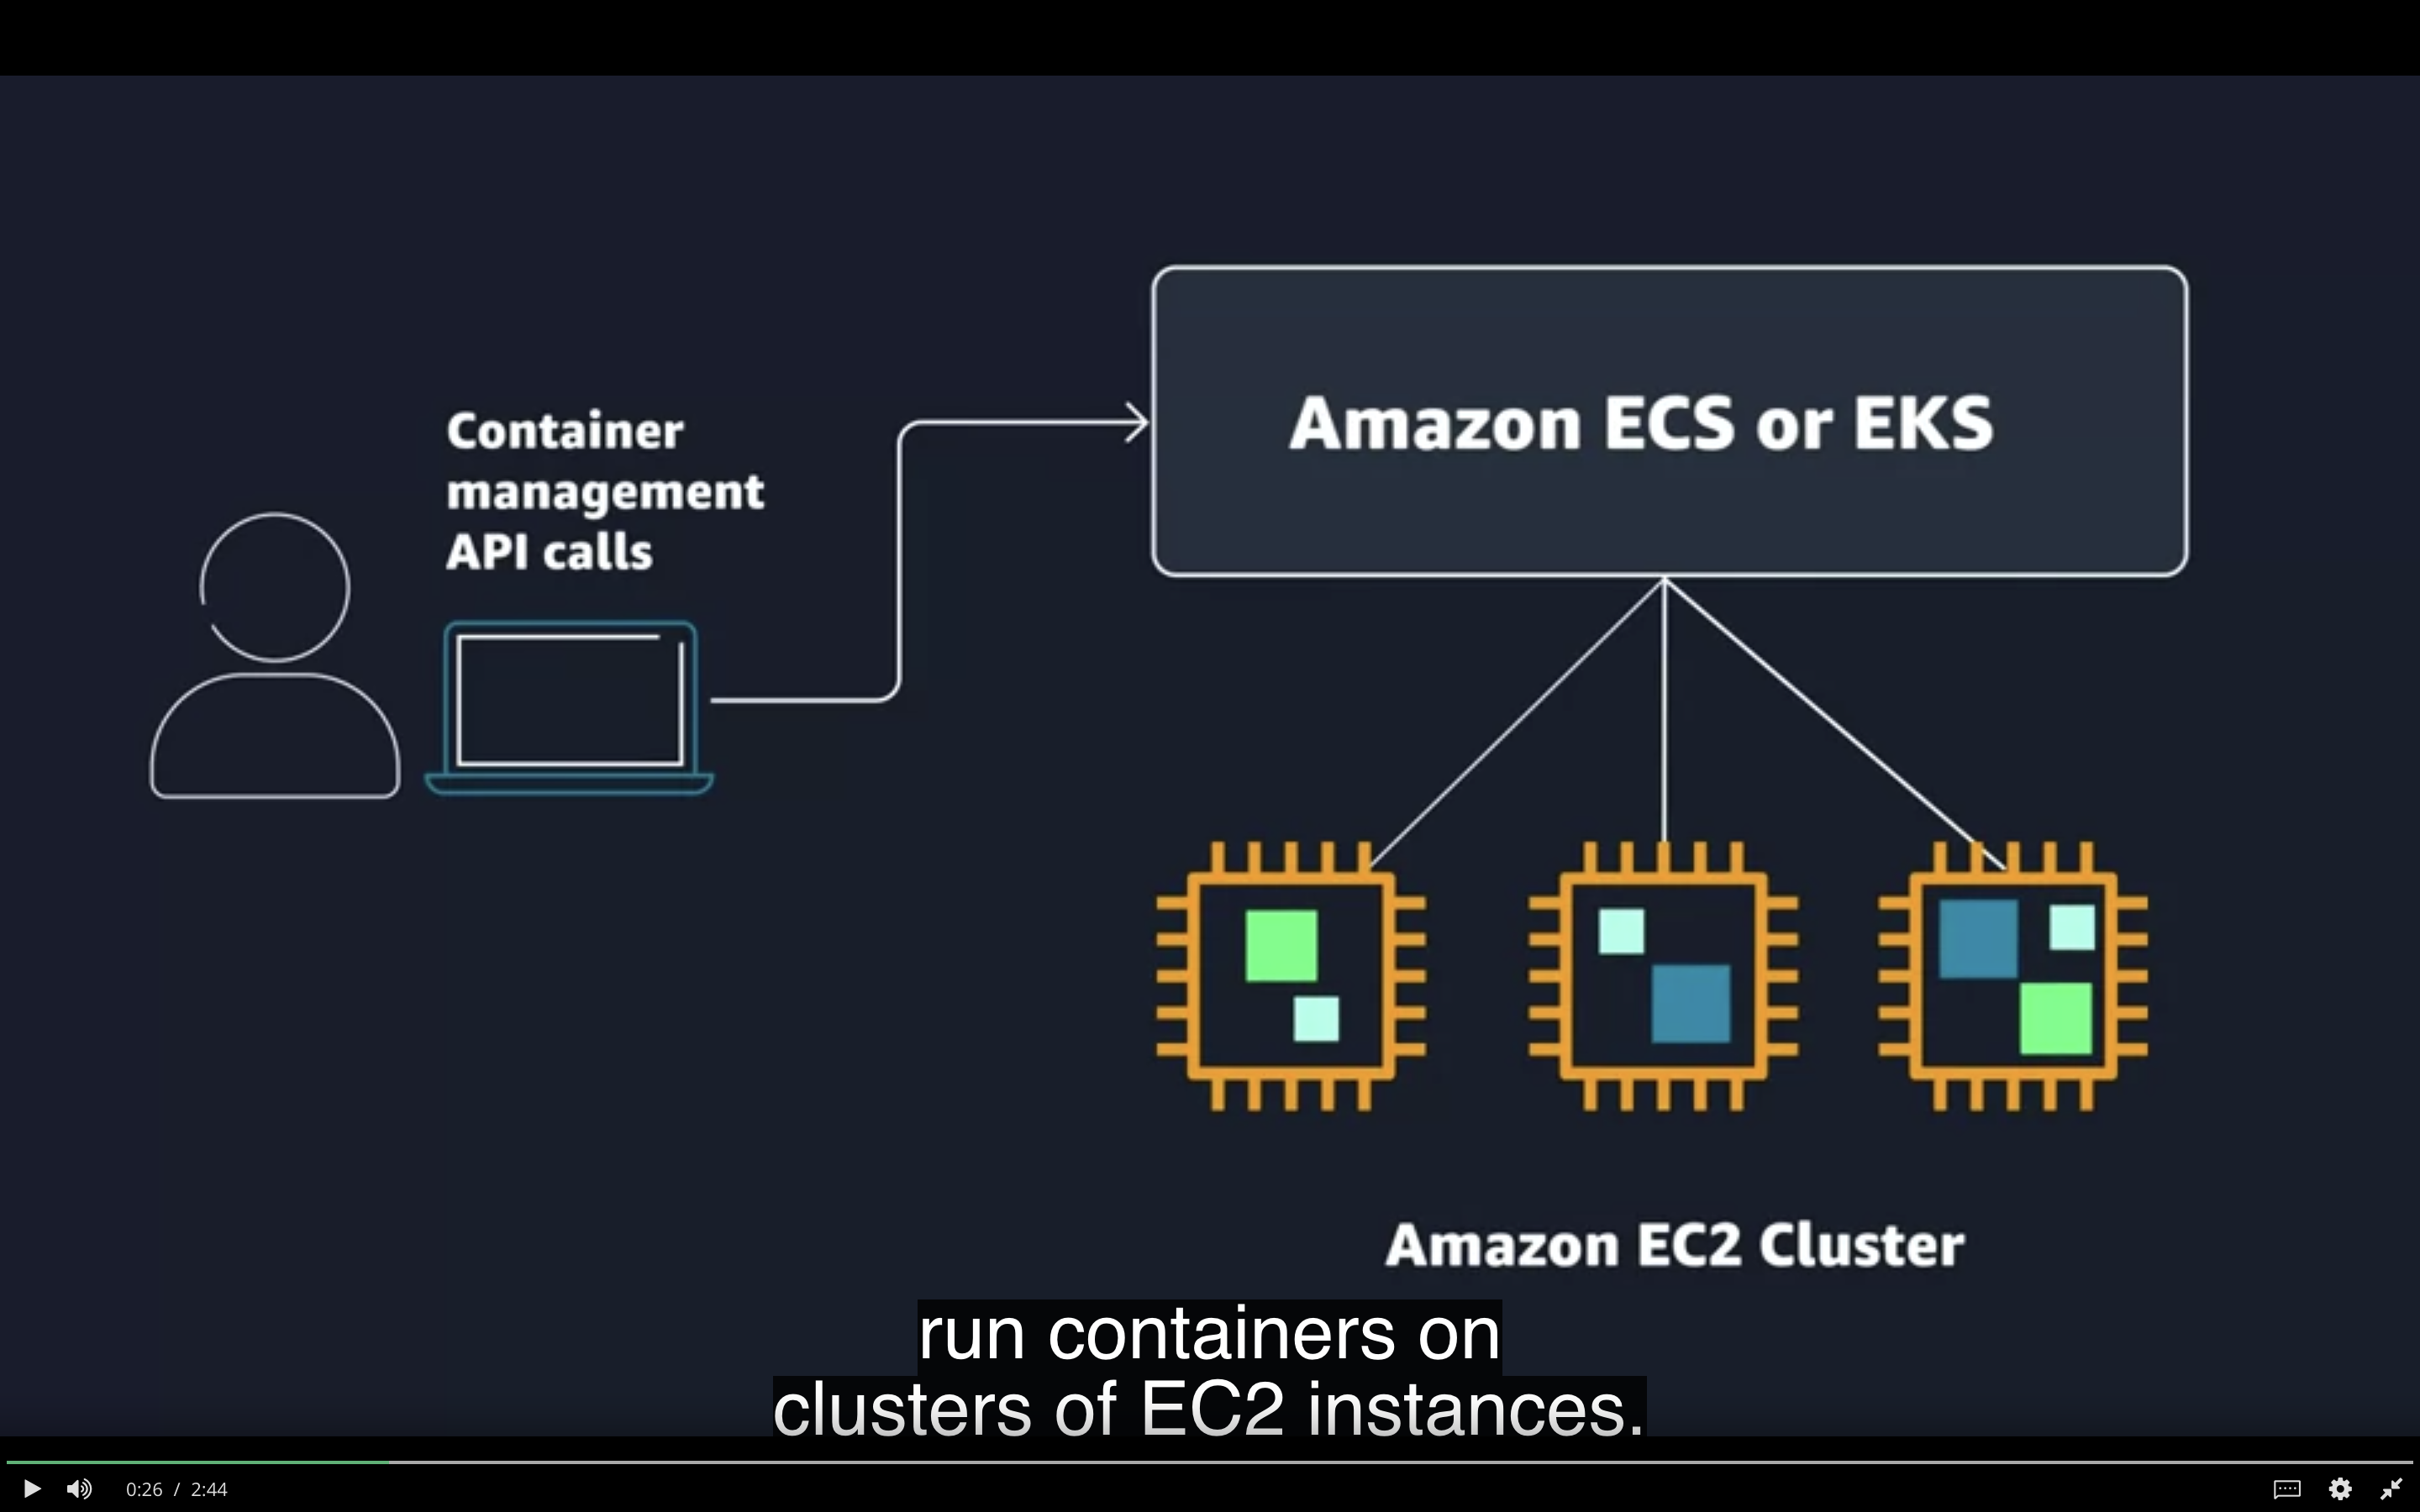 Container
management
API calls
Amazon ECS or EKS
Amazon EC2 Cluster
run containers on
clusters of EC2 instances.
0:26 / 2:44